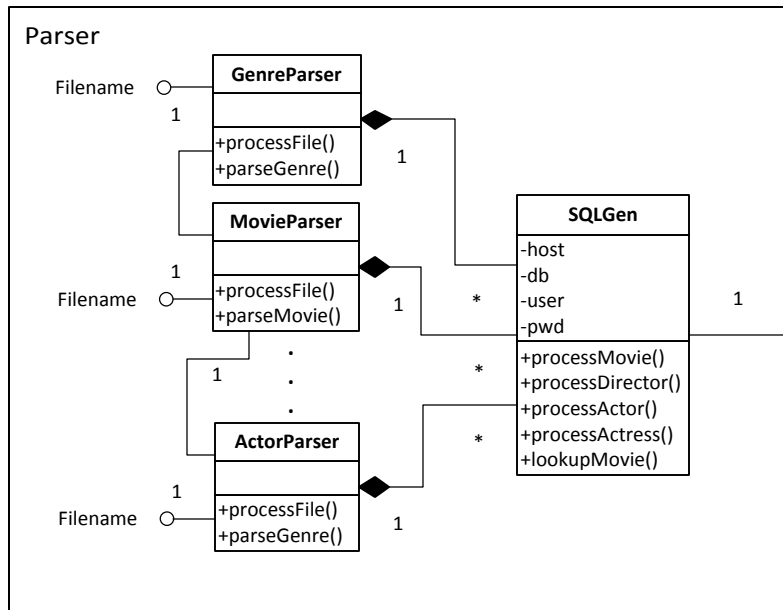 Parser
Filename
1
GenreParser
+processFile()
+parseGenre()
1
MovieParser
1
Filename
+processFile()
+parseMovie()
1
*
1
. 
.
.
*
ActorParser
*
1
Filename
+processFile()
+parseGenre()
1
SQLGen
-host
-db
-user
-pwd
+processMovie()
+processDirector()
+processActor()
+processActress()
+lookupMovie()
1